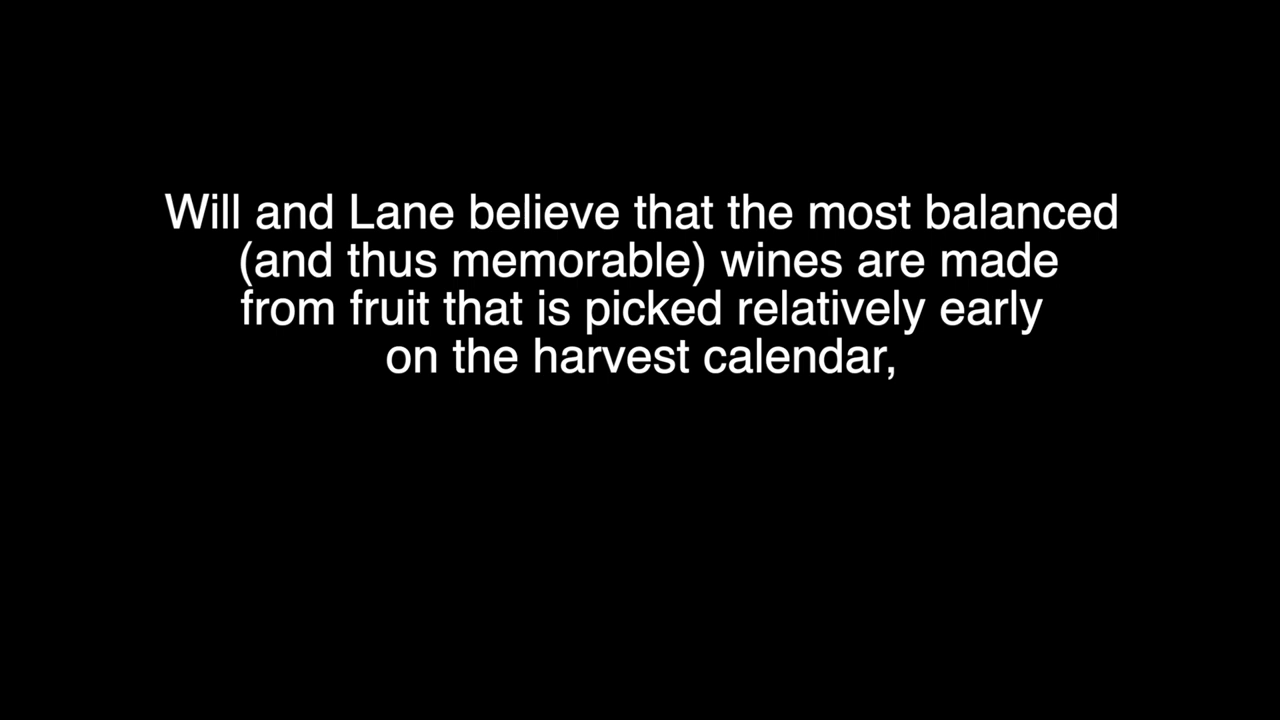 Will and Lane believe that the most balanced
(and thus memorable) wines are made
from fruit that is picked relatively early
on the harvest calendar,